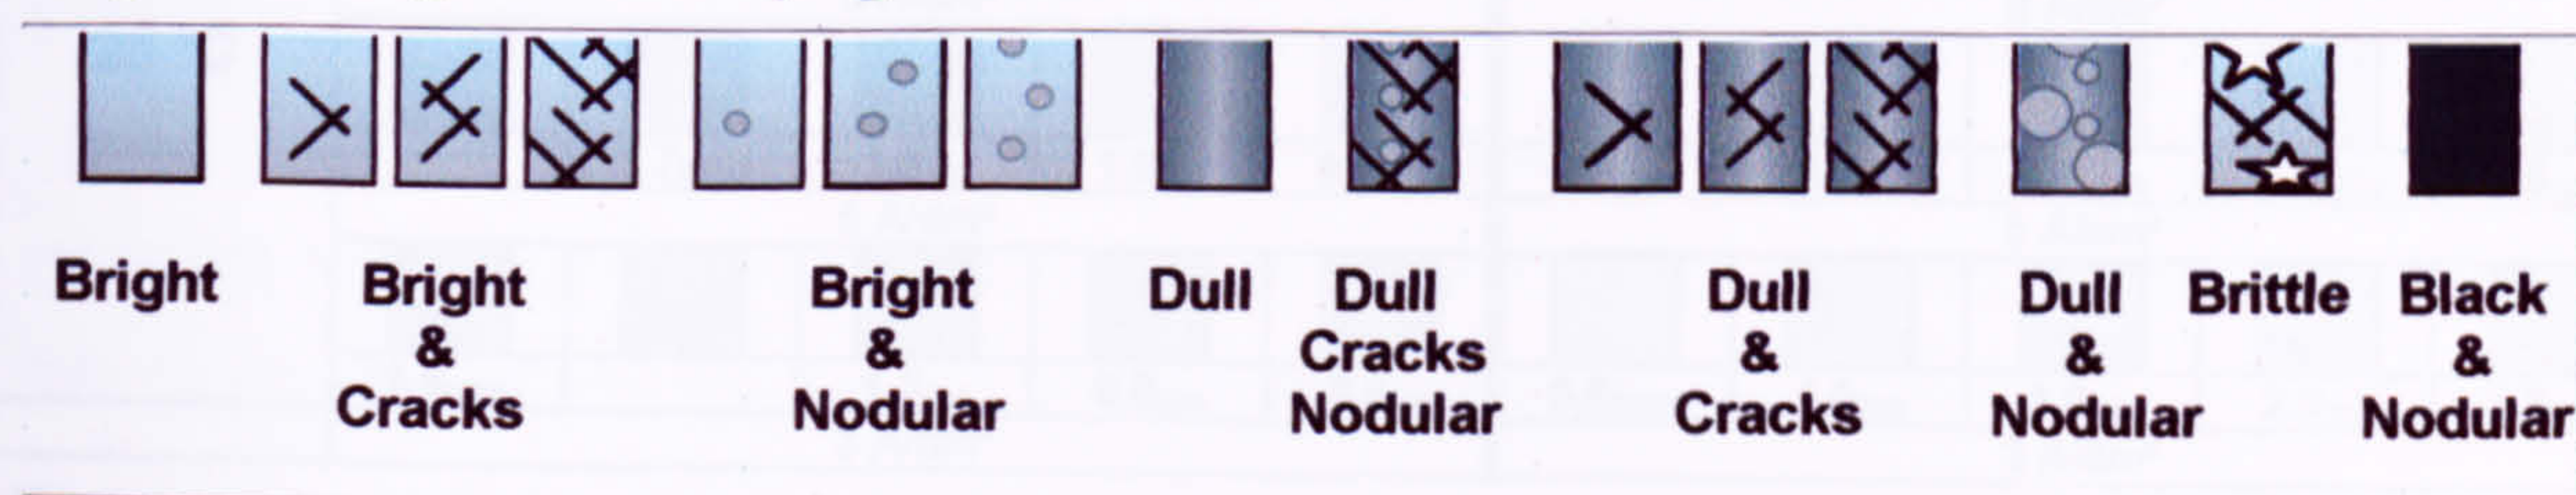 Bright
Bright
&
Cracks
Bright
&
Nodular
Dull
Dull
Cracks
Nodular
Dull
&
Cracks
Dull
&
Nodular
Brittle
Black
&
Nodular